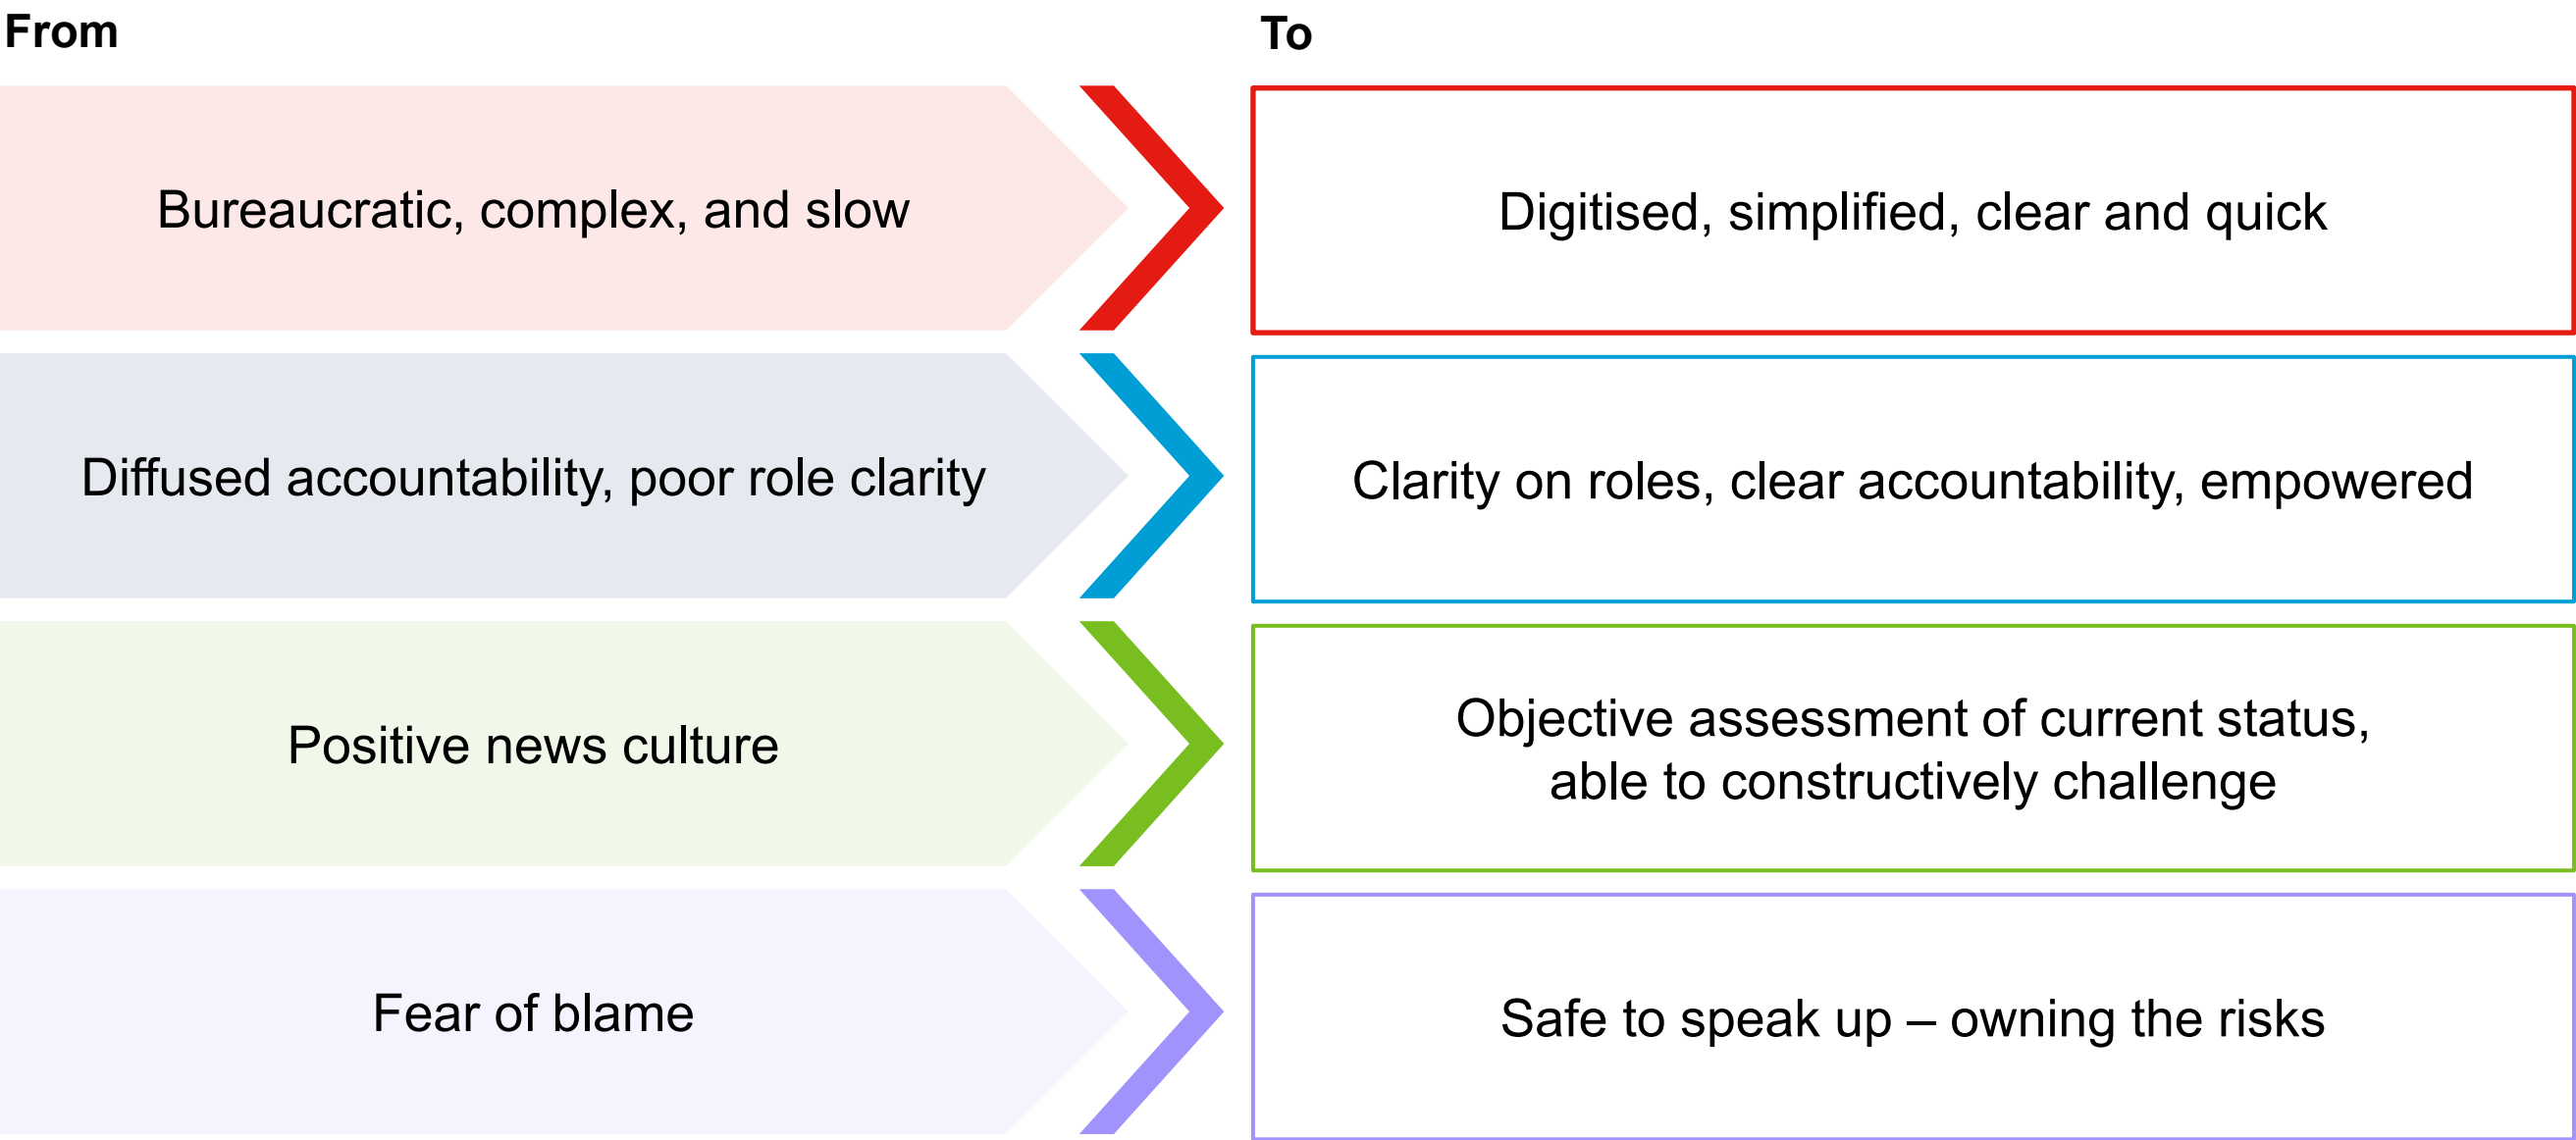 From
To
Bureaucratic, complex, and slow
Digitised, simplified, clear and quick
Diffused accountability, poor role clarity
Clarity on roles, clear accountability, empowered
Positive news culture
Objective assessment of current status,
able to constructively challenge
Fear of blame
Safe to speak up – owning the risks